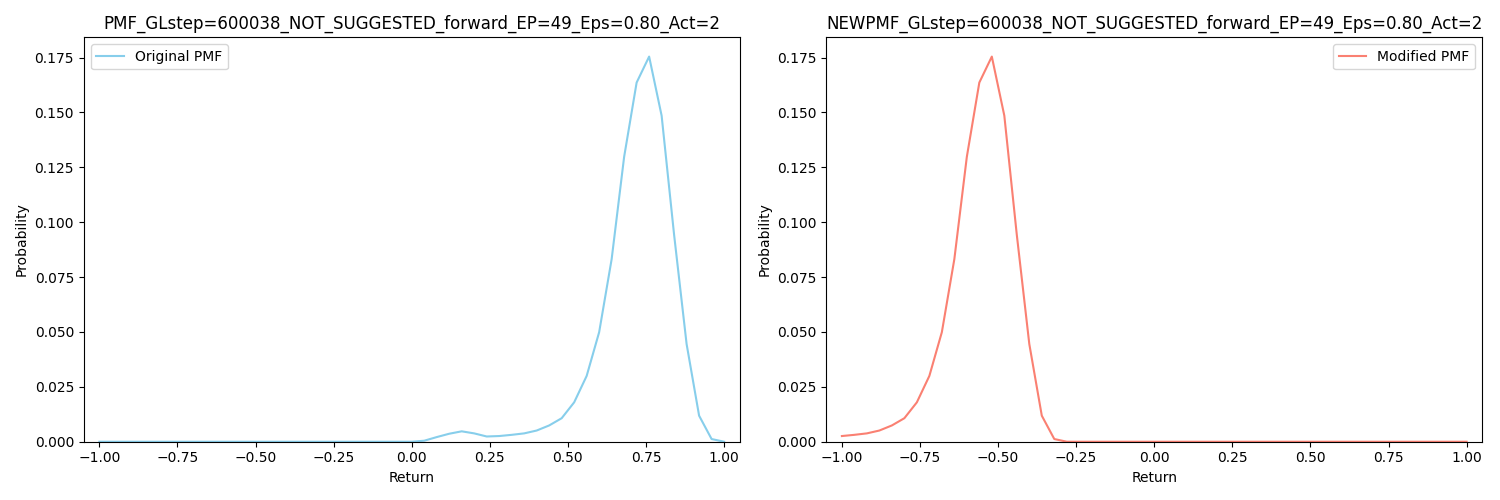 PMF_GLstep=600038_NOT_SUGGESTED_forward_EP=49_Eps=0.80_Act=2
Original PMF
Probability
0.175
0.150
0.125
0.100
0.075
0.050
0.025
0.000
−1.00 −0.75 −0.50 −0.25 0.00 0.25 0.50 0.75 1.00
Return
NEWPMF_GLstep=600038_NOT_SUGGESTED_forward_EP=49_Eps=0.80_Act=2
Modified PMF
Probability
0.175
0.150
0.125
0.100
0.075
0.050
0.025
0.000
−1.00 −0.75 −0.50 −0.25 0.00 0.25 0.50 0.75 1.00
Return